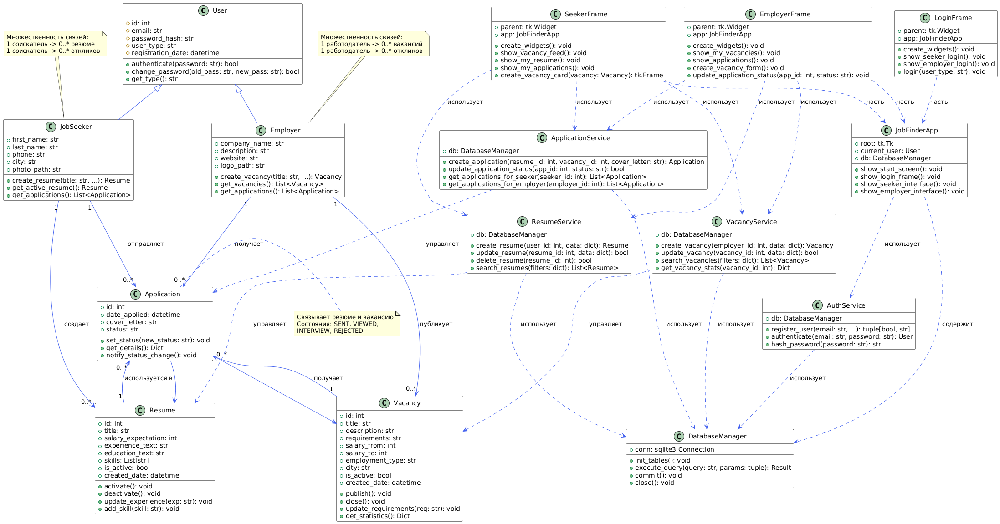 C User
id: int
email: str
password_hash: str
user_type: str
registration_date: datetime
authenticate(password: str): bool
change_password(old_pass: str, new_pass: str): bool
get_type(): str
C SeekerFrame
parent: tk.Widget
app: JobFinderApp
create_widgets(): void
show_vacancy_feed(): void
show_my_resume(): void
show_my_applications(): void
create_vacancy_card(vacancy: Vacancy): tk.Frame
C EmployerFrame
parent: tk.Widget
app: JobFinderApp
create_widgets(): void
show_my_vacancies(): void
show_applications(): void
create_vacancy_form(): void
update_application_status(app_id: int, status: str): void
C LoginFrame
parent: tk.Widget
app: JobFinderApp
create_widgets(): void
show_seeker_login(): void
show_employer_login(): void
login(user_type: str): void
Множественность связей:
1 соискатель -> 0..* резюме
1 соискатель -> 0..* откликов
Множественность связей:
1 работодатель -> 0..* вакансий
1 работодатель -> 0..* откликов
использует
использует
использует
использует
использует
использует
часть
часть
часть
C JobSeeker
first_name: str
last_name: str
phone: str
city: str
photo_path: str
create_resume(title: str, ...): Resume
get_active_resume(): Resume
get_applications(): List<Application>
C Employer
company_name: str
description: str
website: str
logo_path: str
create_vacancy(title: str, ...): Vacancy
get_vacancies(): List<Vacancy>
get_applications(): List<Application>
C ApplicationService
db: DatabaseManager
create_application(resume_id: int, vacancy_id: int, cover_letter: str): Application
update_application_status(app_id: int, status: str): bool
get_applications_for_seeker(seeker_id: int): List<Application>
get_applications_for_employer(employer_id: int): List<Application>
C JobFinderApp
root: tk.Tk
current_user: User
db: DatabaseManager
show_start_screen(): void
show_login_frame(): void
show_seeker_interface(): void
show_employer_interface(): void
1
1
1
1
C ResumeService
db: DatabaseManager
create_resume(user_id: int, data: dict): Resume
update_resume(resume_id: int, data: dict): bool
delete_resume(resume_id: int): bool
search_resumes(filters: dict): List<Resume>
C VacancyService
db: DatabaseManager
create_vacancy(employer_id: int, data: dict): Vacancy
update_vacancy(vacancy_id: int, data: dict): bool
search_vacancies(filters: dict): List<Vacancy>
get_vacancy_stats(vacancy_id: int): Dict
отправляет
получает
управляет
использует
0..*
0..*
C Application
id: int
date_applied: datetime
cover_letter: str
status: str
set_status(new_status: str): void
get_details(): Dict
notify_status_change(): void
Связывает резюме и вакансию
Состояния: SENT, VIEWED,
INTERVIEW, REJECTED
C AuthService
db: DatabaseManager
register_user(email: str, ...): tuple[bool, str]
authenticate(email: str, password: str): User
hash_password(password: str): str
создает
управляет
публикует
использует
управляет
использует
использует
содержит
0..*
0..*
используется в
получает
использует
1
1
0..*
0..*
C Resume
id: int
title: str
salary_expectation: int
experience_text: str
education_text: str
skills: List[str]
is_active: bool
created_date: datetime
activate(): void
deactivate(): void
update_experience(exp: str): void
add_skill(skill: str): void
C Vacancy
id: int
title: str
description: str
requirements: str
salary_from: int
salary_to: int
employment_type: str
city: str
is_active: bool
created_date: datetime
publish(): void
close(): void
update_requirements(req: str): void
get_statistics(): Dict
C DatabaseManager
conn: sqlite3.Connection
init_tables(): void
execute_query(query: str, params: tuple): Result
commit(): void
close(): void